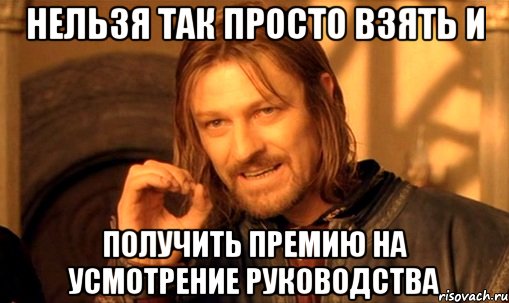 НЕЛЬЗЯ ТАК ПРОСТО ВЗЯТЬ И
ПОЛУЧИТЬ ПРЕМИЮ НА
УСМОТРЕНИЕ РУКОВОДСТВА
risovach.ru